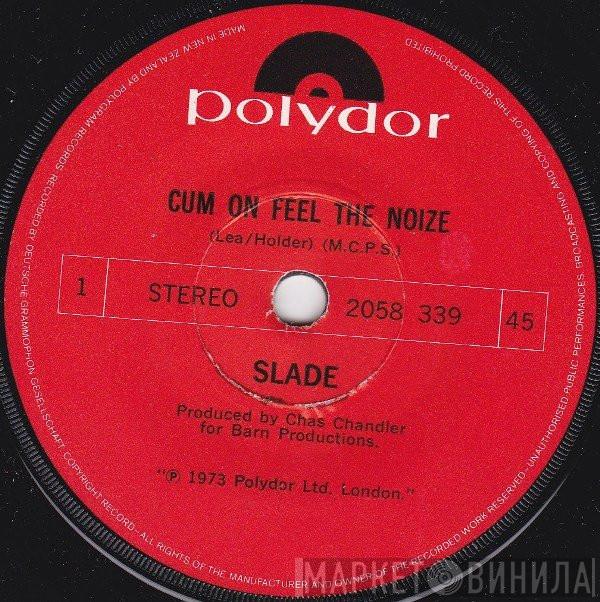 polydor
CUM ON FEEL THE NOIZE
(Lea/Holder) (M.C.P.S.)
1 STEREO 2058 339 45
SLADE
Produced by Chas Chandler
for Barn Productions.
"℗ 1973 Polydor Ltd. London."
MADE IN NEW ZEALAND BY POLYGRAM RECORDS · RECORDED BY DEUTSCHE GRAMMOPHON GESELLSCHAFT COPYRIGHT RECORD - ALL RIGHTS OF THE MANUFACTURER AND OWNER OF THE RECORDED WORK RESERVED - UNAUTHORISED PUBLIC PERFORMANCES, BROADCASTING AND COPYING OF THIS RECORD PROHIBITED
МАРКЕТ ВИНИЛА